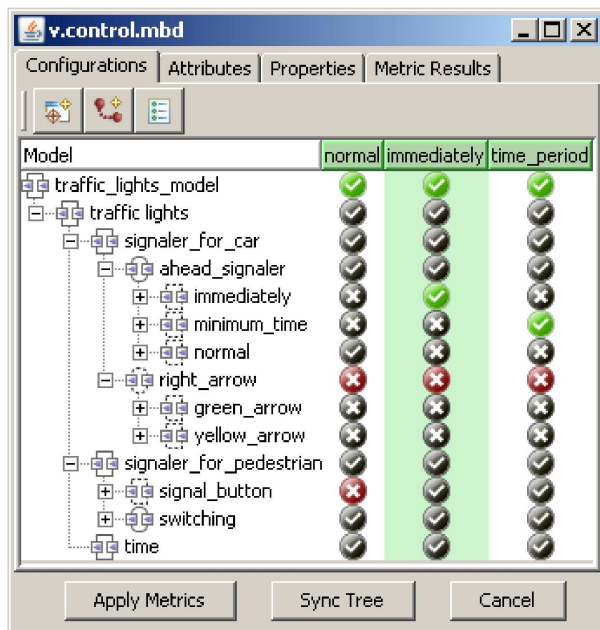 v.control.mbd
Configurations Attributes Properties Metric Results
Model normal immediately time_period
traffic_lights_model
traffic lights
signaler_for_car
ahead_signaler
immediately
minimum_time
normal
right_arrow
green_arrow
yellow_arrow
signaler_for_pedestrian
signal_button
switching
time
Apply Metrics Sync Tree Cancel